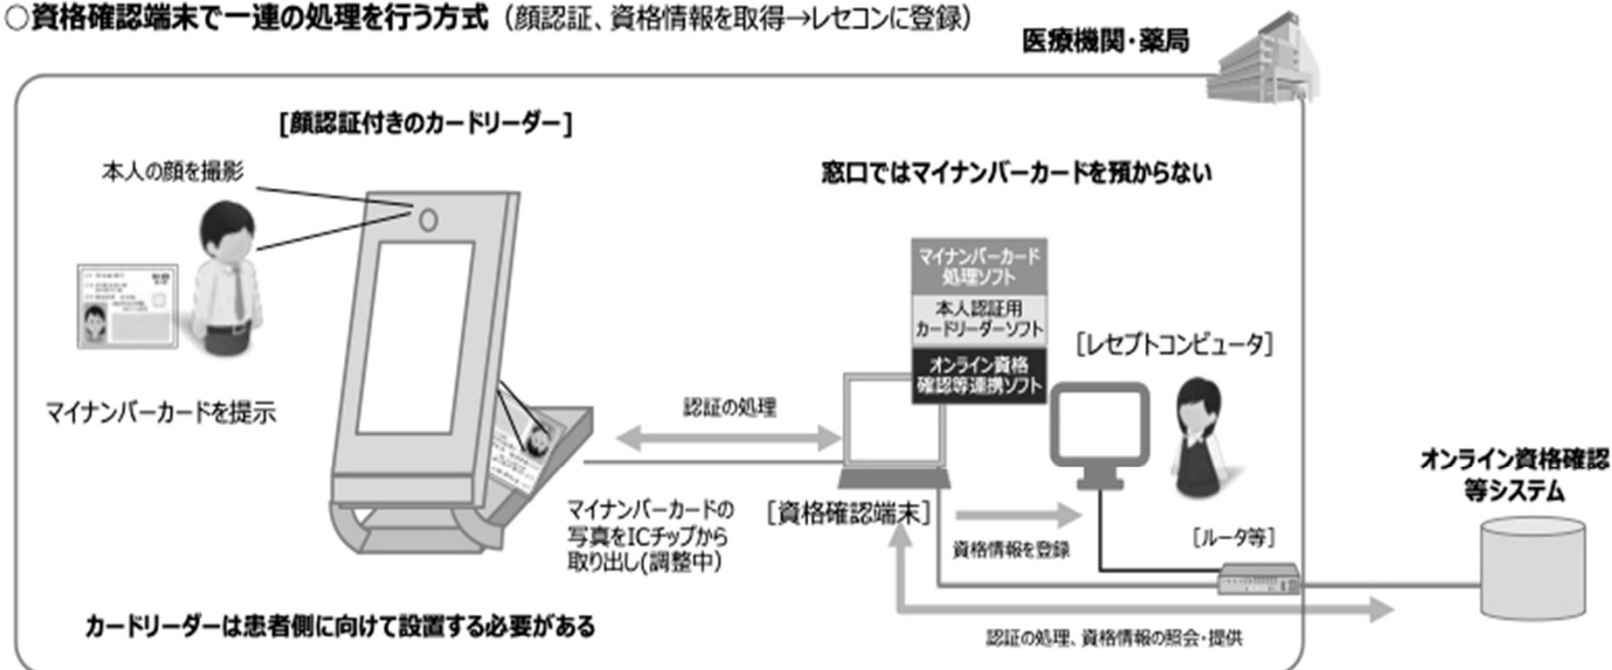 ○資格確認端末で一連の処理を行う方式（顔認証、資格情報を取得→レセコンに登録）
医療機関・薬局
[顔認証付きのカードリーダー]
本人の顔を撮影
窓口ではマイナンバーカードを預からない
マイナンバーカード
処理ソフト
本人認証用
カードリーダーソフト
オンライン資格
確認等連携ソフト
[レセプトコンピュータ]
マイナンバーカードを提示
認証の処理
オンライン資格確認
等システム
マイナンバーカードの
写真をICチップから
取り出し(調整中)
[資格確認端末]
資格情報を登録
[ルータ等]
カードリーダーは患者側に向けて設置する必要がある
認証の処理、資格情報の照会・提供